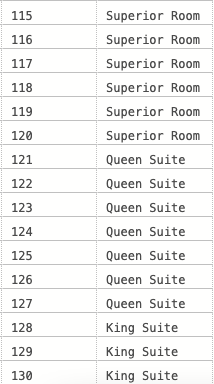 115 Superior Room
116 Superior Room
117 Superior Room
118 Superior Room
119 Superior Room
120 Superior Room
121 Queen Suite
122 Queen Suite
123 Queen Suite
124 Queen Suite
125 Queen Suite
126 Queen Suite
127 Queen Suite
128 King Suite
129 King Suite
130 King Suite